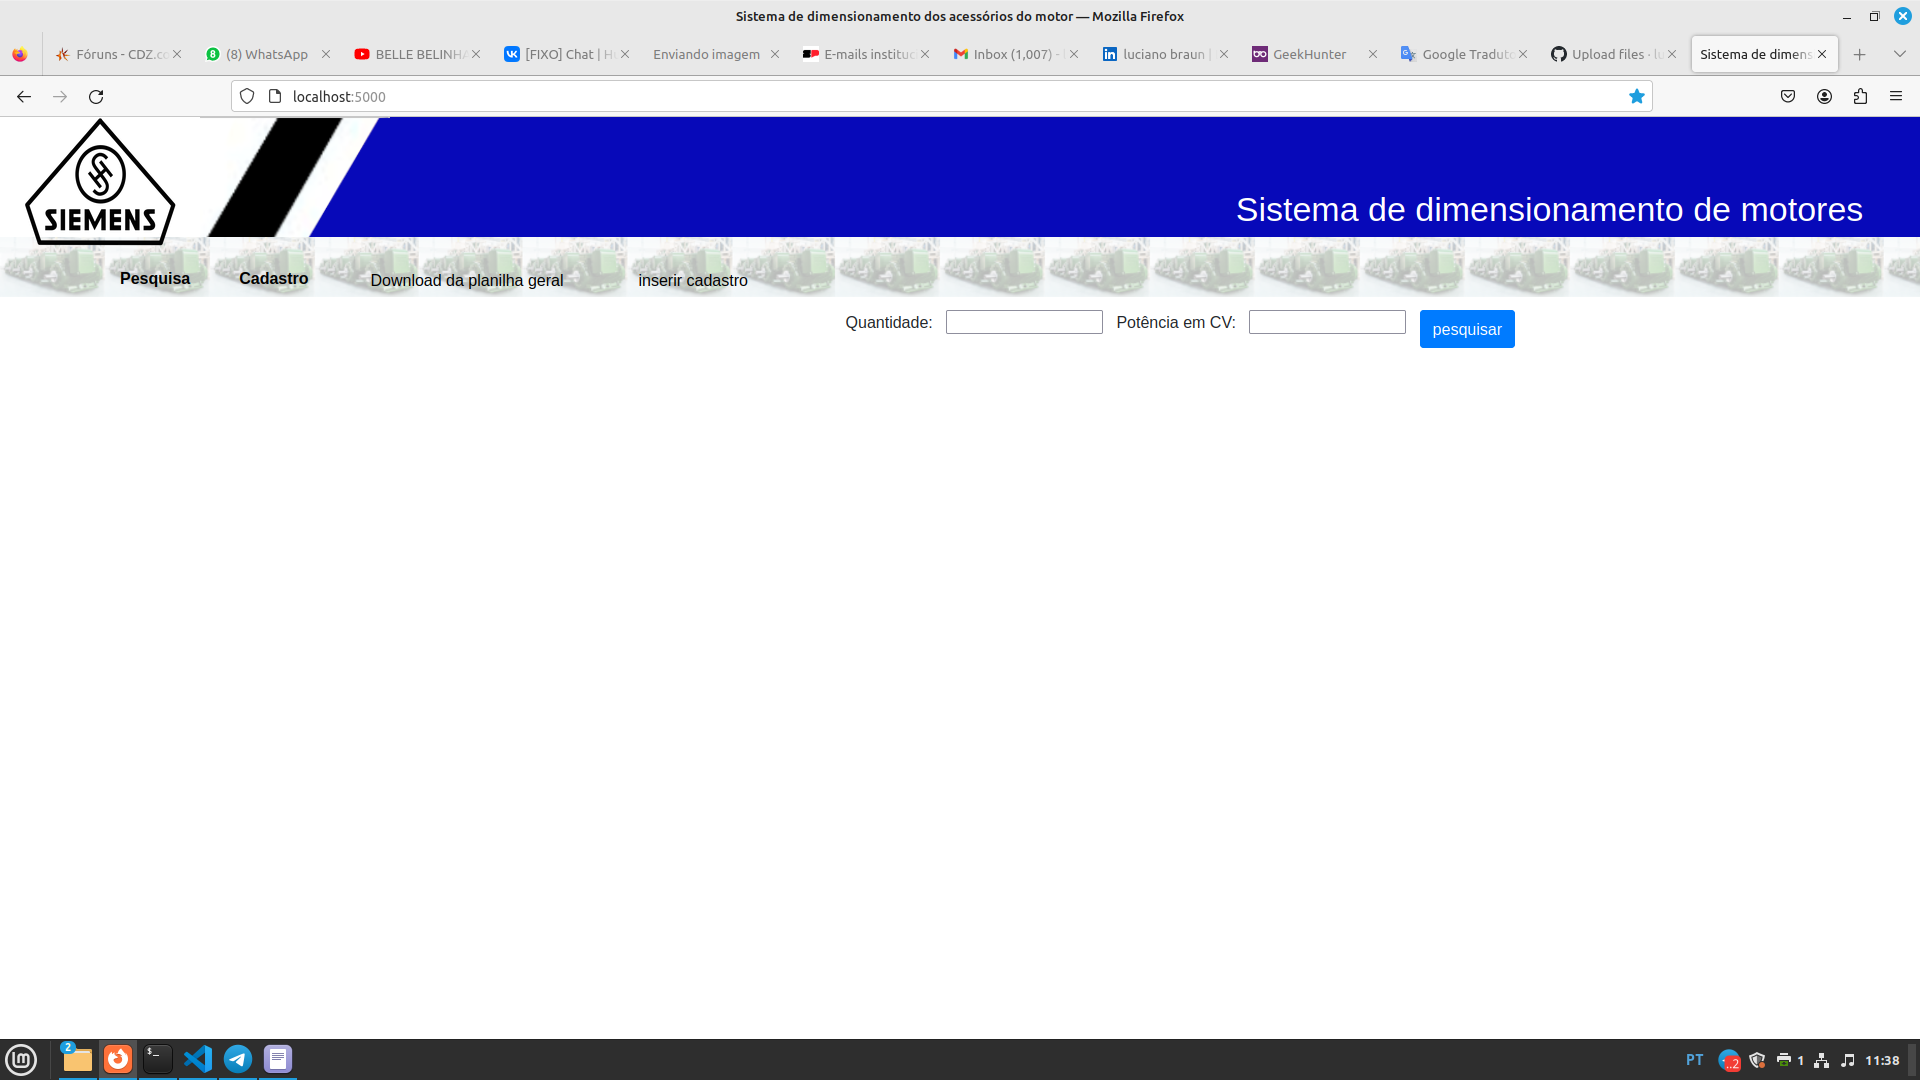 Sistema de dimensionamento dos acessórios do motor — Mozilla Firefox
Fóruns - CDZ.co
(8) WhatsApp
BELLE BELINHA
[FIXO] Chat | H
Enviando imagem
E-mails instituc
Inbox (1,007) -
luciano braun |
GeekHunter
Google Traduto
Upload files · lu
Sistema de dimens
localhost:5000
SIEMENS
Sistema de dimensionamento de motores
Pesquisa
Cadastro
Download da planilha geral
inserir cadastro
Quantidade:
Potência em CV:
pesquisar
2
PT
..2
1
11:38